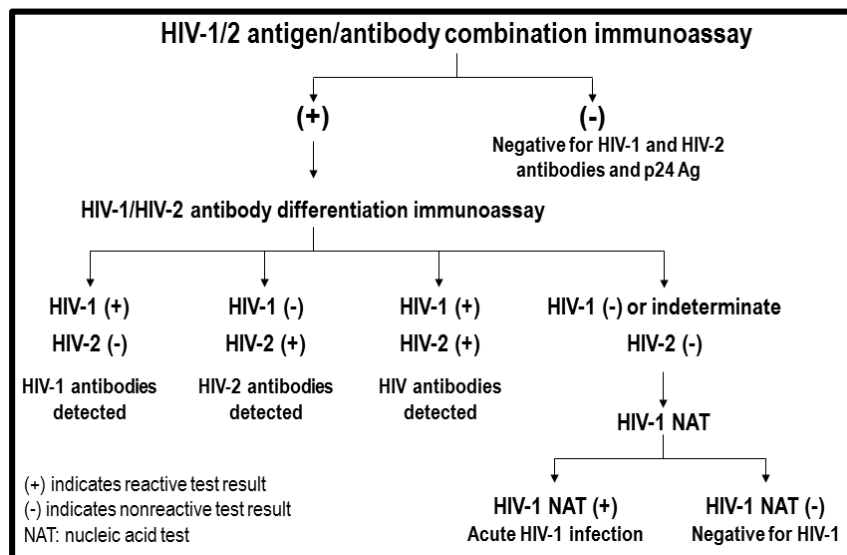 HIV-1/2 antigen/antibody combination immunoassay
(+)
(-)
Negative for HIV-1 and HIV-2
antibodies and p24 Ag
HIV-1/HIV-2 antibody differentiation immunoassay
HIV-1 (+)
HIV-2 (-)
HIV-1 antibodies
detected
HIV-1 (-)
HIV-2 (+)
HIV-2 antibodies
detected
HIV-1 (+)
HIV-2 (+)
HIV antibodies
detected
HIV-1 (-) or indeterminate
HIV-2 (-)
HIV-1 NAT
HIV-1 NAT (+)
Acute HIV-1 infection
HIV-1 NAT (-)
Negative for HIV-1
(+) indicates reactive test result
(-) indicates nonreactive test result
NAT: nucleic acid test